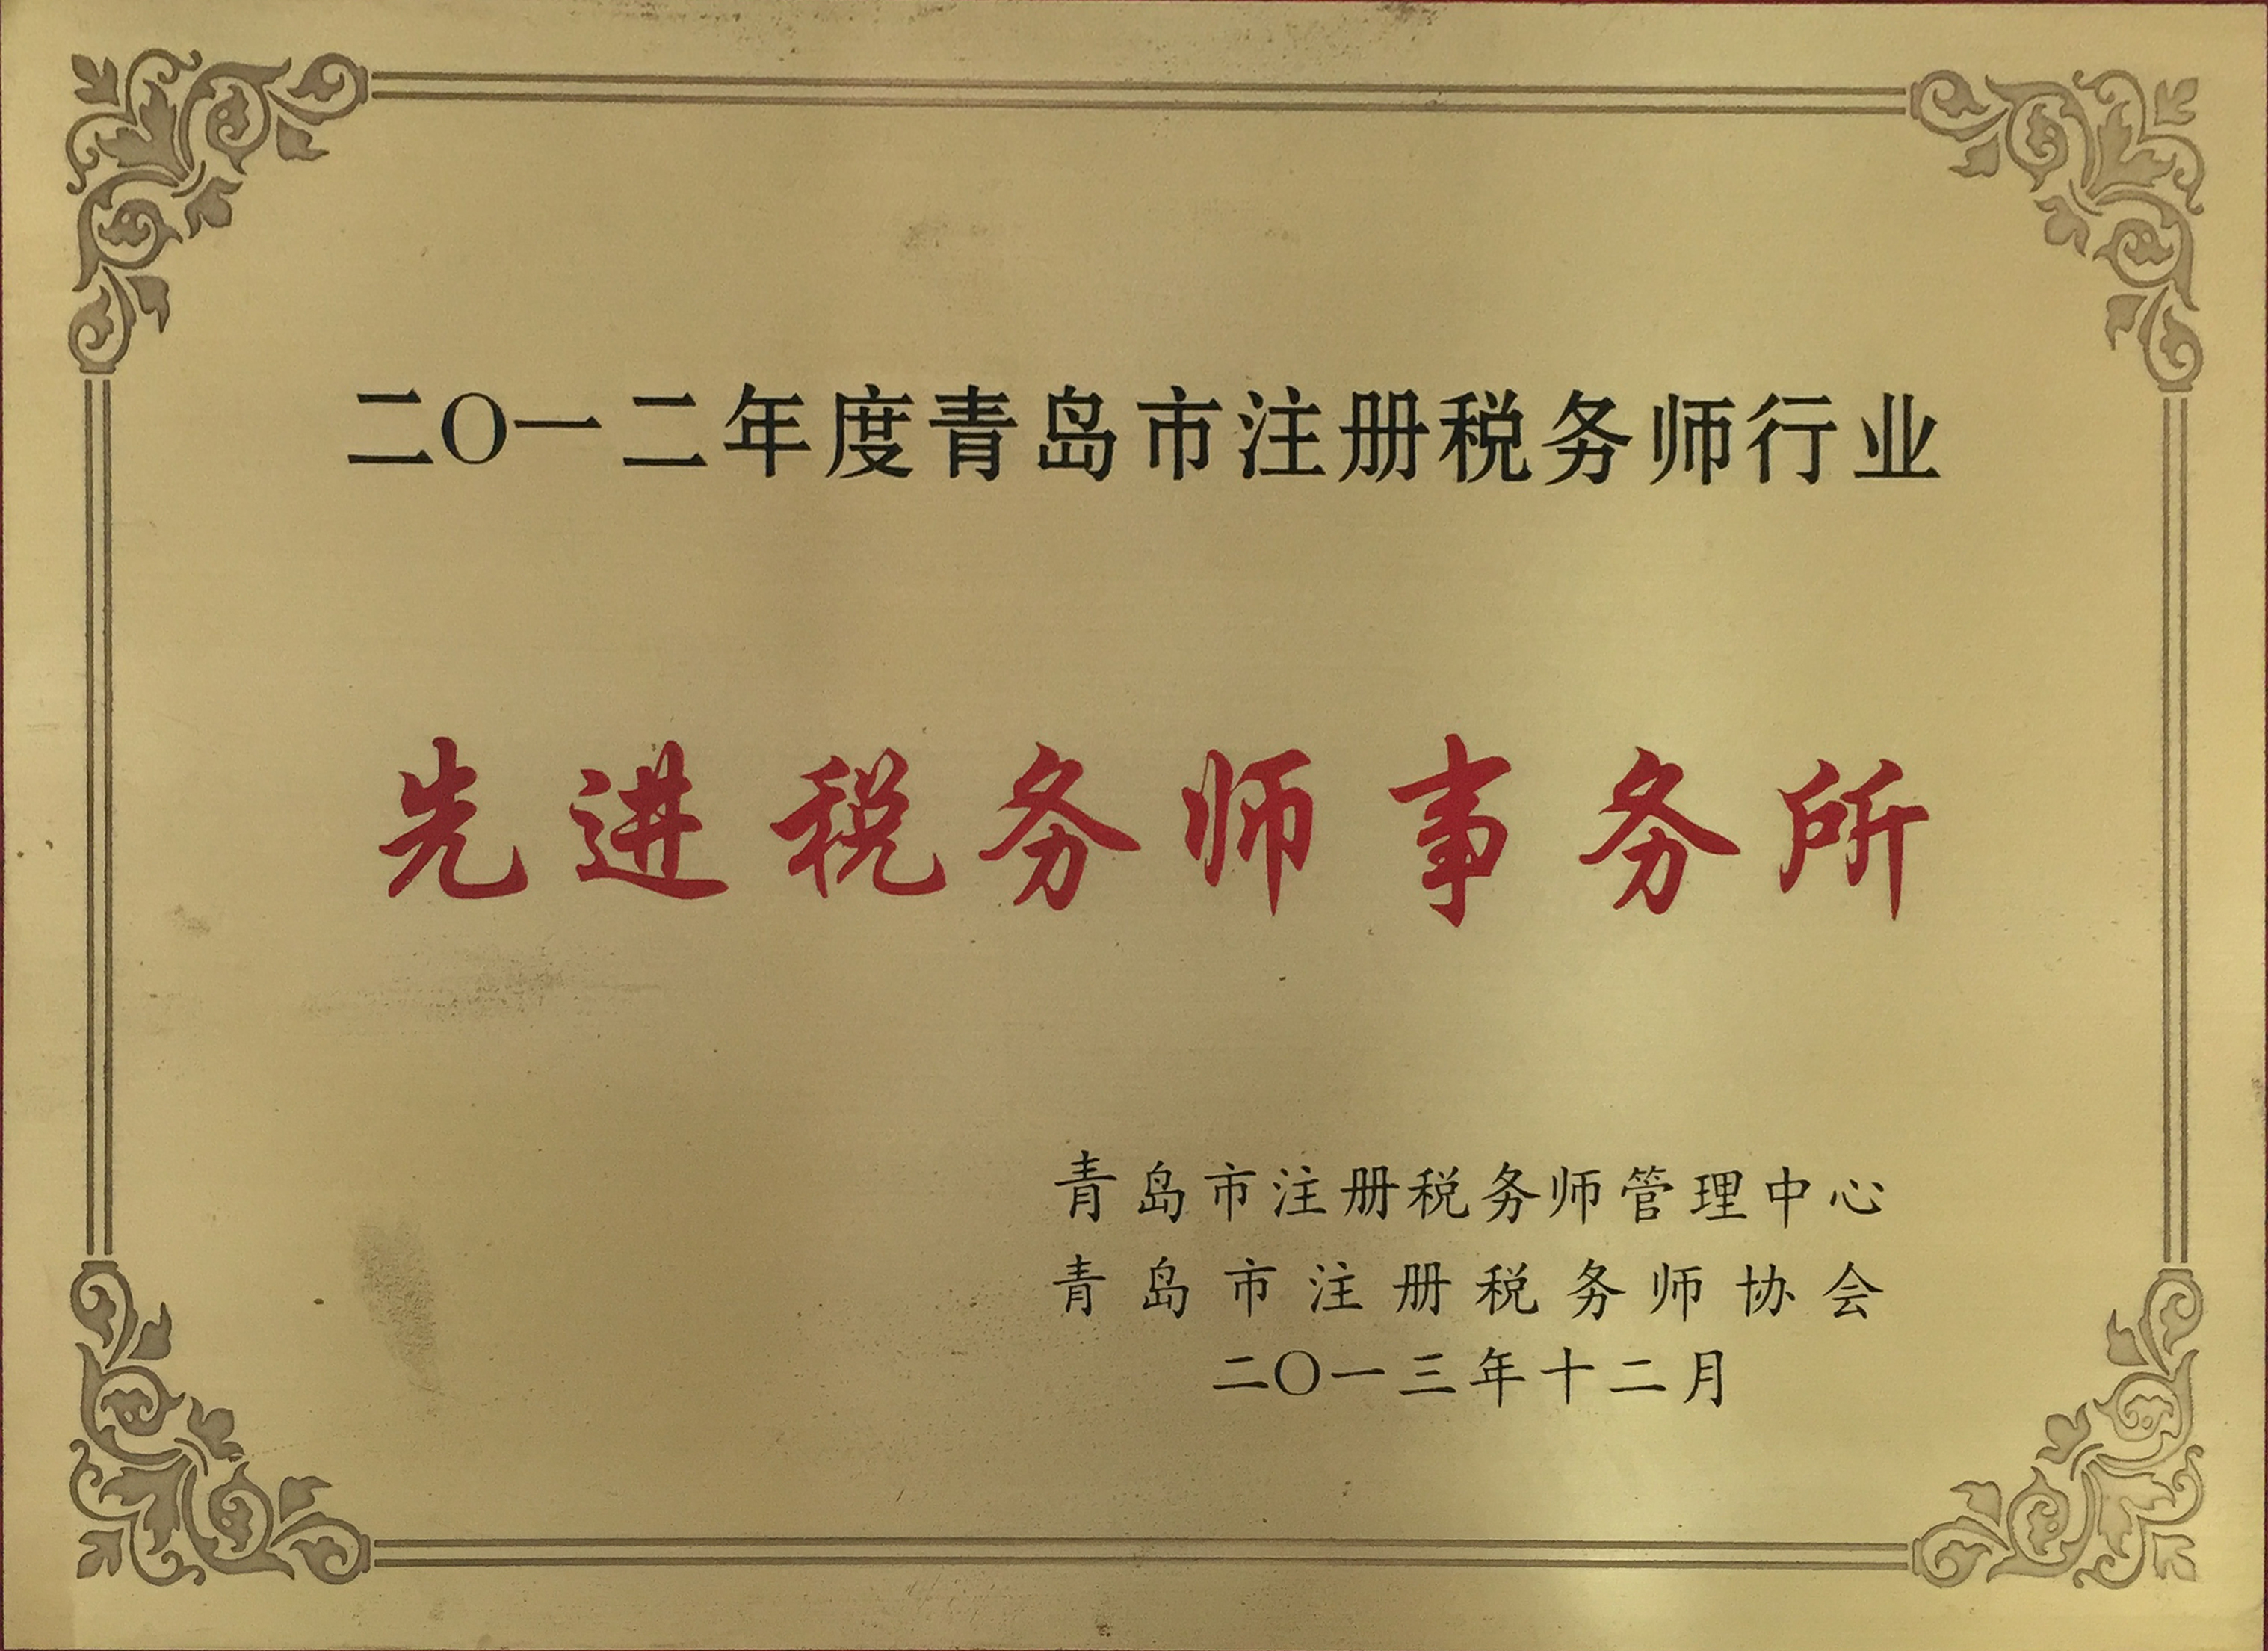 二〇一二年度青岛市注册税务师行业
先进税务师事务所
青岛市注册税务师管理中心
青岛市注册税务师协会
二〇一三年十二月